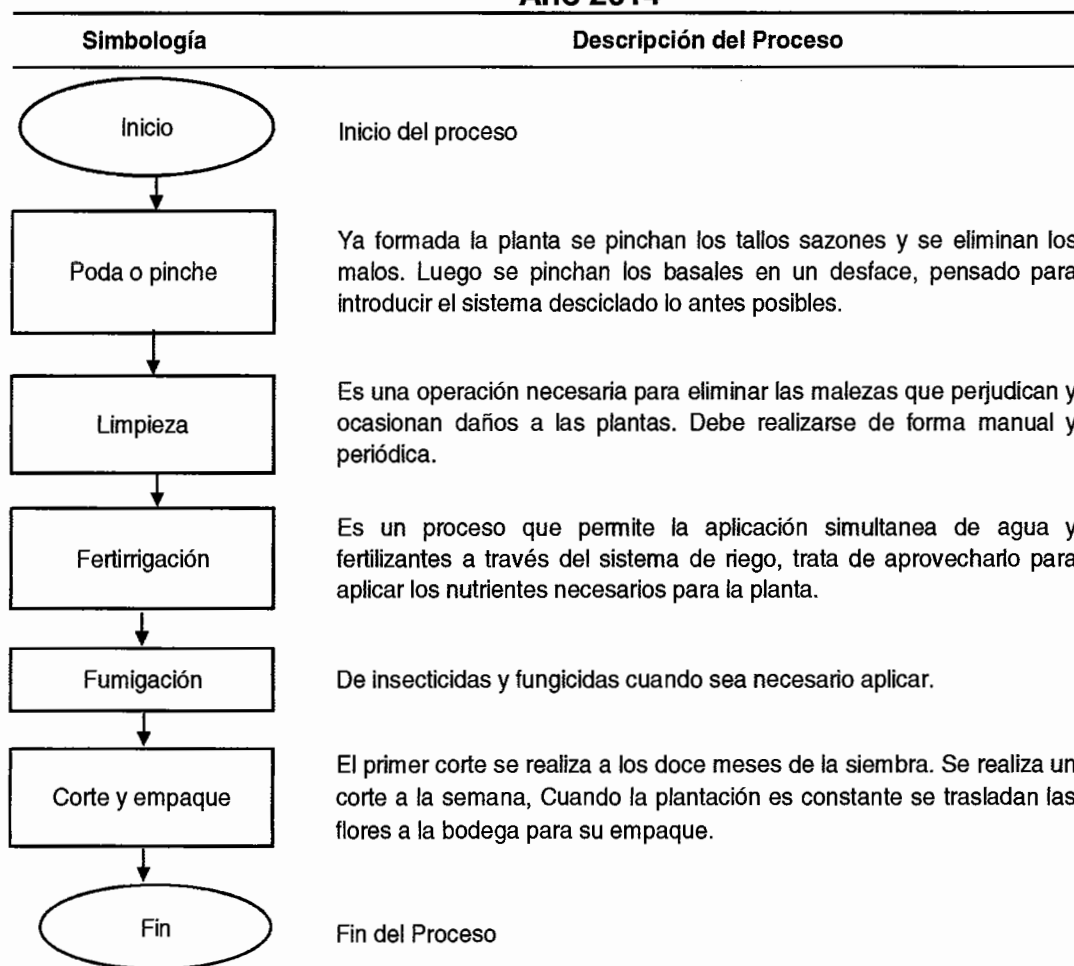 Año 2014
Simbología Descripción del Proceso
Inicio Inicio del proceso
Poda o pinche
Ya formada la planta se pinchan los tallos sazones y se eliminan los
malos. Luego se pinchan los basales en un desface, pensado para
introducir el sistema desciclado lo antes posibles.
Limpieza
Es una operación necesaria para eliminar las malezas que perjudican y
ocasionan daños a las plantas. Debe realizarse de forma manual y
periódica.
Fertirrigación
Es un proceso que permite la aplicación simultanea de agua y
fertilizantes a través del sistema de riego, trata de aprovecharlo para
aplicar los nutrientes necesarios para la planta.
Fumigación De insecticidas y fungicidas cuando sea necesario aplicar.
Corte y empaque
El primer corte se realiza a los doce meses de la siembra. Se realiza un
corte a la semana, Cuando la plantación es constante se trasladan las
flores a la bodega para su empaque.
Fin Fin del Proceso